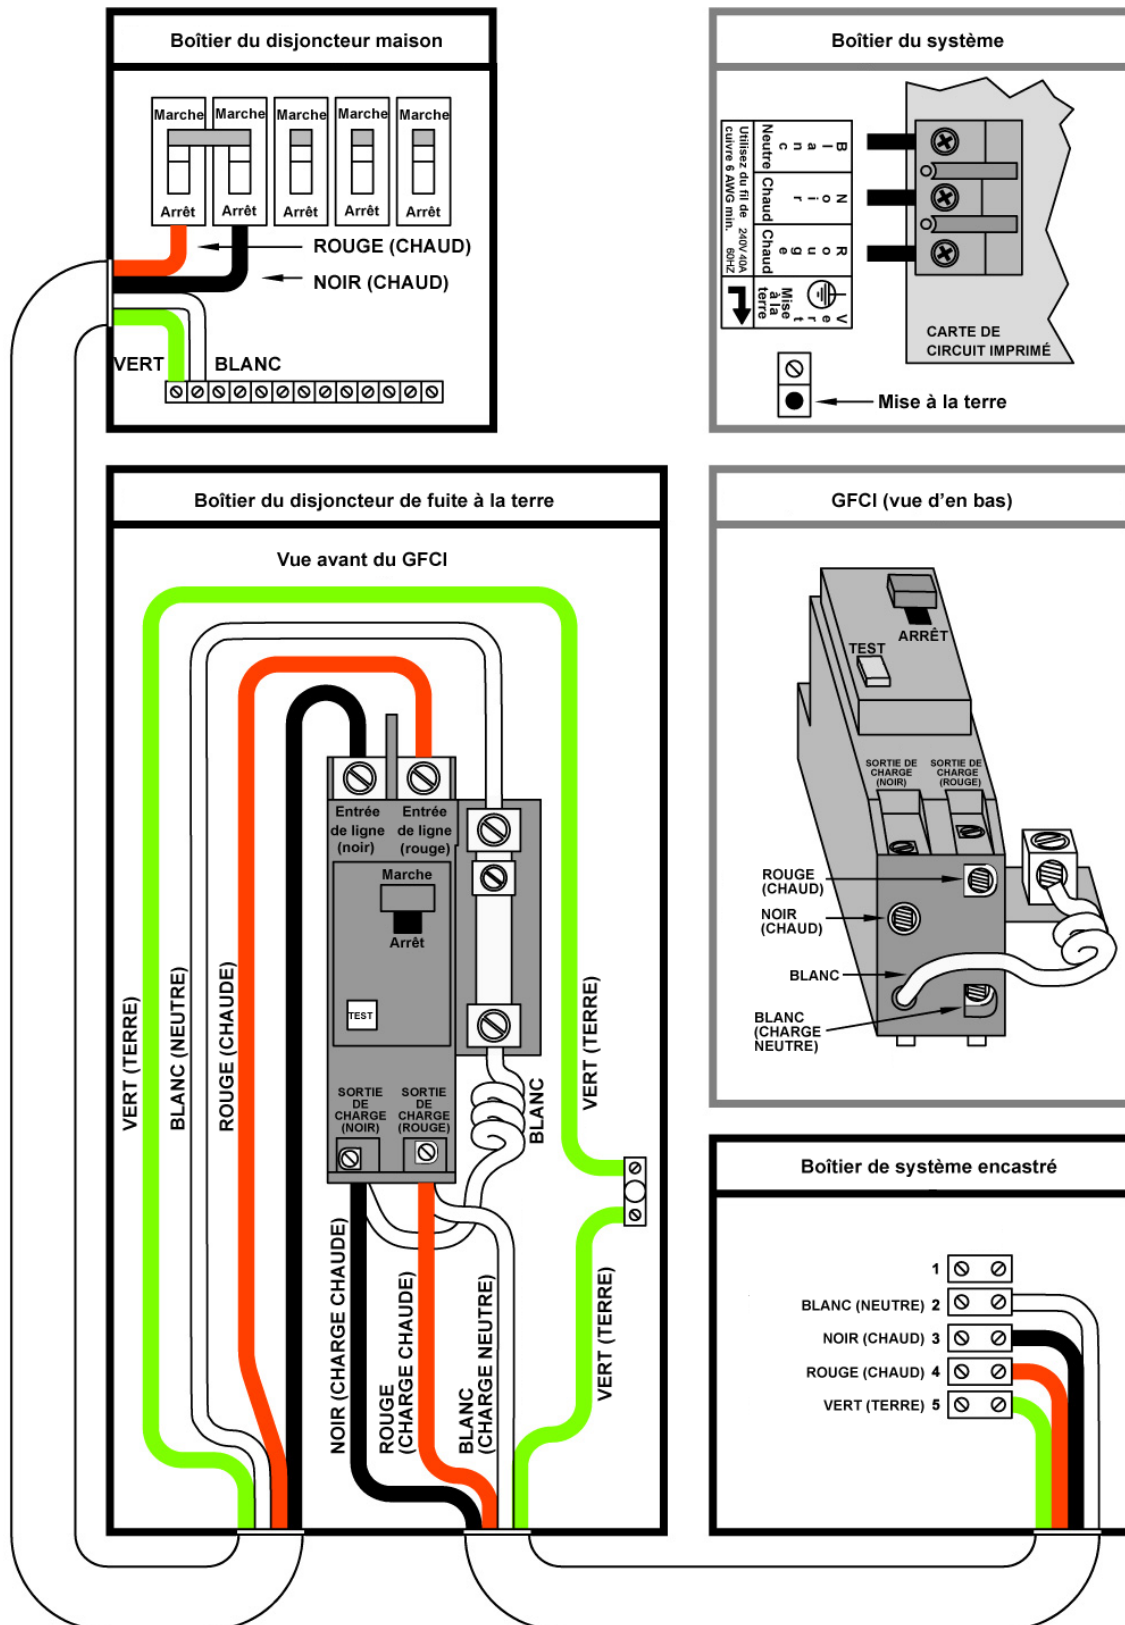 Boîtier du disjoncteur maison
Marche Marche Marche Marche Marche
Arrêt Arrêt Arrêt Arrêt Arrêt
ROUGE (CHAUD)
NOIR (CHAUD)
VERT
BLANC
Boîtier du système
Blanc
Neutre
Noir
Chaud
Rouge
Chaud
Vert
Mise
à la
terre
Utilisez du fil de 240V 40A
cuivre 6 AWG min. 60HZ
CARTE DE
CIRCUIT IMPRIMÉ
Mise à la terre
Boîtier du disjoncteur de fuite à la terre
Vue avant du GFCI
Entrée
de ligne
(noir)
Entrée
de ligne
(rouge)
Marche
Arrêt
TEST
SORTIE
DE
CHARGE
(NOIR)
SORTIE
DE
CHARGE
(ROUGE)
VERT (TERRE)
BLANC (NEUTRE)
ROUGE (CHAUDE)
BLANC
VERT (TERRE)
NOIR (CHARGE CHAUDE)
ROUGE
(CHARGE CHAUDE)
BLANC
(CHARGE NEUTRE)
VERT (TERRE)
GFCI (vue d'en bas)
ARRÊT
TEST
SORTIE DE
CHARGE
(NOIR)
SORTIE DE
CHARGE
(ROUGE)
ROUGE
(CHAUD)
NOIR
(CHAUD)
BLANC
BLANC
(CHARGE
NEUTRE)
Boîtier de système encastré
1
BLANC (NEUTRE) 2
NOIR (CHAUD) 3
ROUGE (CHAUD) 4
VERT (TERRE) 5